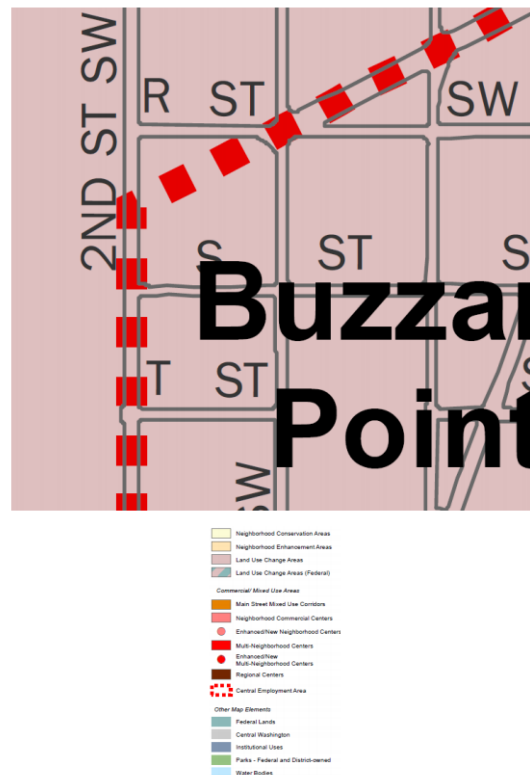 2ND ST SW
R ST
SW
S ST
S
Buzzar
T ST
Point
SW
Neighborhood Conservation Areas
Neighborhood Enhancement Areas
Land Use Change Areas
Land Use Change Areas (Federal)
Commercial/ Mixed Use Areas
Main Street Mixed Use Corridors
Neighborhood Commercial Centers
Enhanced/New Neighborhood Centers
Multi-Neighborhood Centers
Enhanced/New
Multi-Neighborhood Centers
Regional Centers
Central Employment Area
Other Map Elements
Federal Lands
Central Washington
Institutional Uses
Parks - Federal and District-owned
Water Bodies